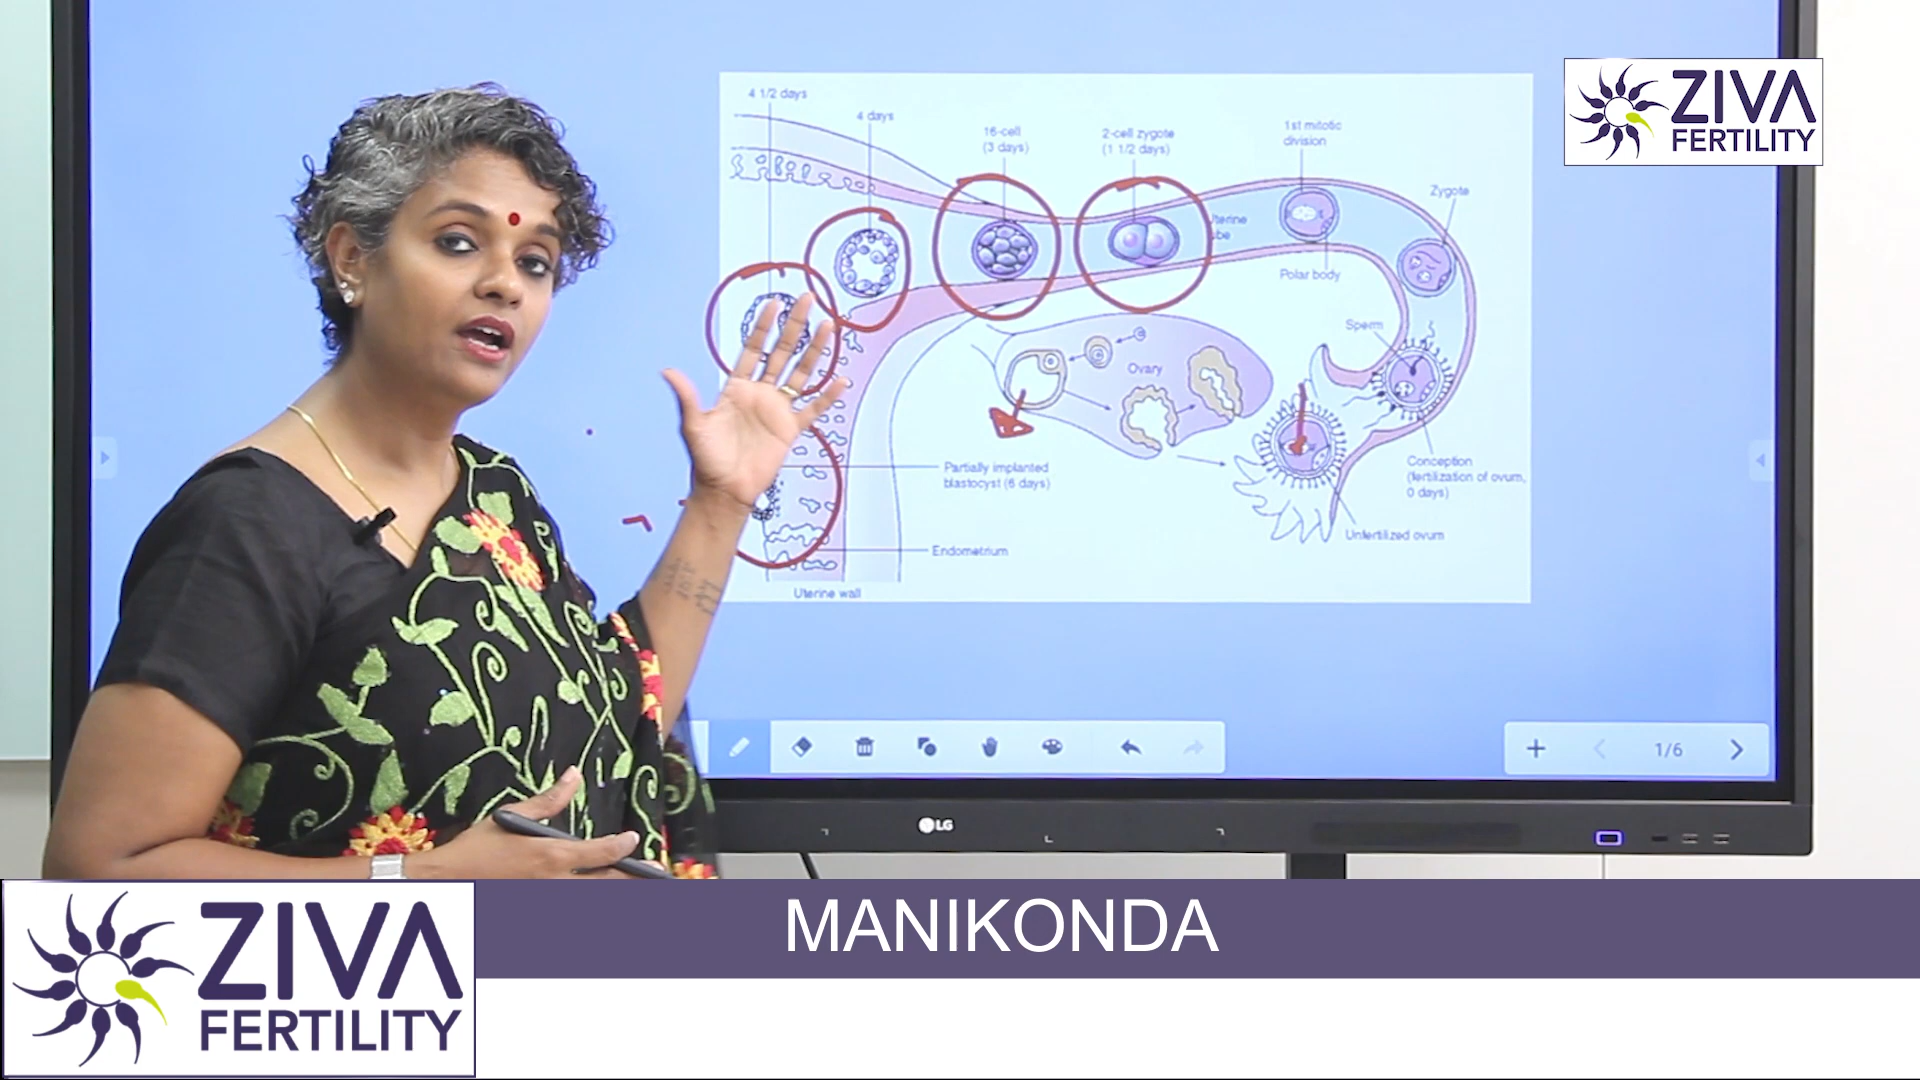 4 1/2 days
4 days
16-cell
(3 days)
2-cell zygote
(1 1/2 days)
1st mitotic
division
Zygote
ZIVA
FERTILITY
Uterine
Polar body
Sperm
Ovary
Partially implanted
blastocyst (6 days)
Conception
(fertilization of ovum,
0 days)
Unfertilized ovum
Endometrium
Uterine wall
1/6
LG
ZIVA
FERTILITY
MANIKONDA